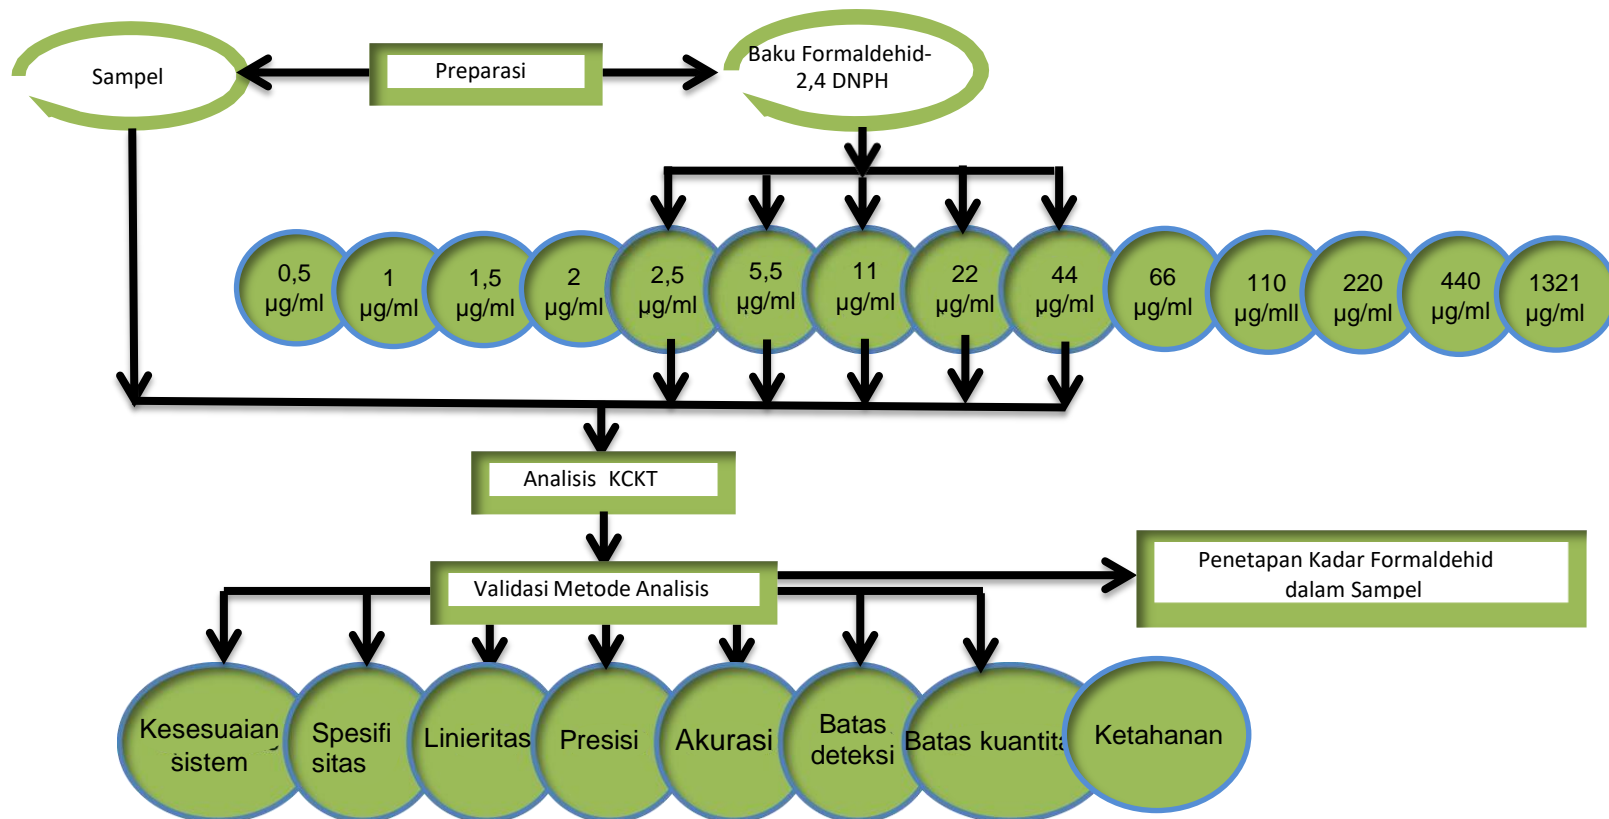 Sampel
Preparasi
Baku Formaldehid-
2,4 DNPH
0,5
µg/ml
1
µg/ml
1,5
µg/ml
2
µg/ml
2,5
µg/ml
5,5
µg/ml
11
µg/ml
22
µg/ml
44
µg/ml
66
µg/ml
110
µg/mll
220
µg/ml
440
µg/ml
1321
µg/ml
Analisis KCKT
Validasi Metode Analisis
Penetapan Kadar Formaldehid
dalam Sampel
Kesesuaian
sistem
Spesifi
sitas
Linieritas
Presisi
Akurasi
Batas
deteksi
Batas kuantita
Ketahanan